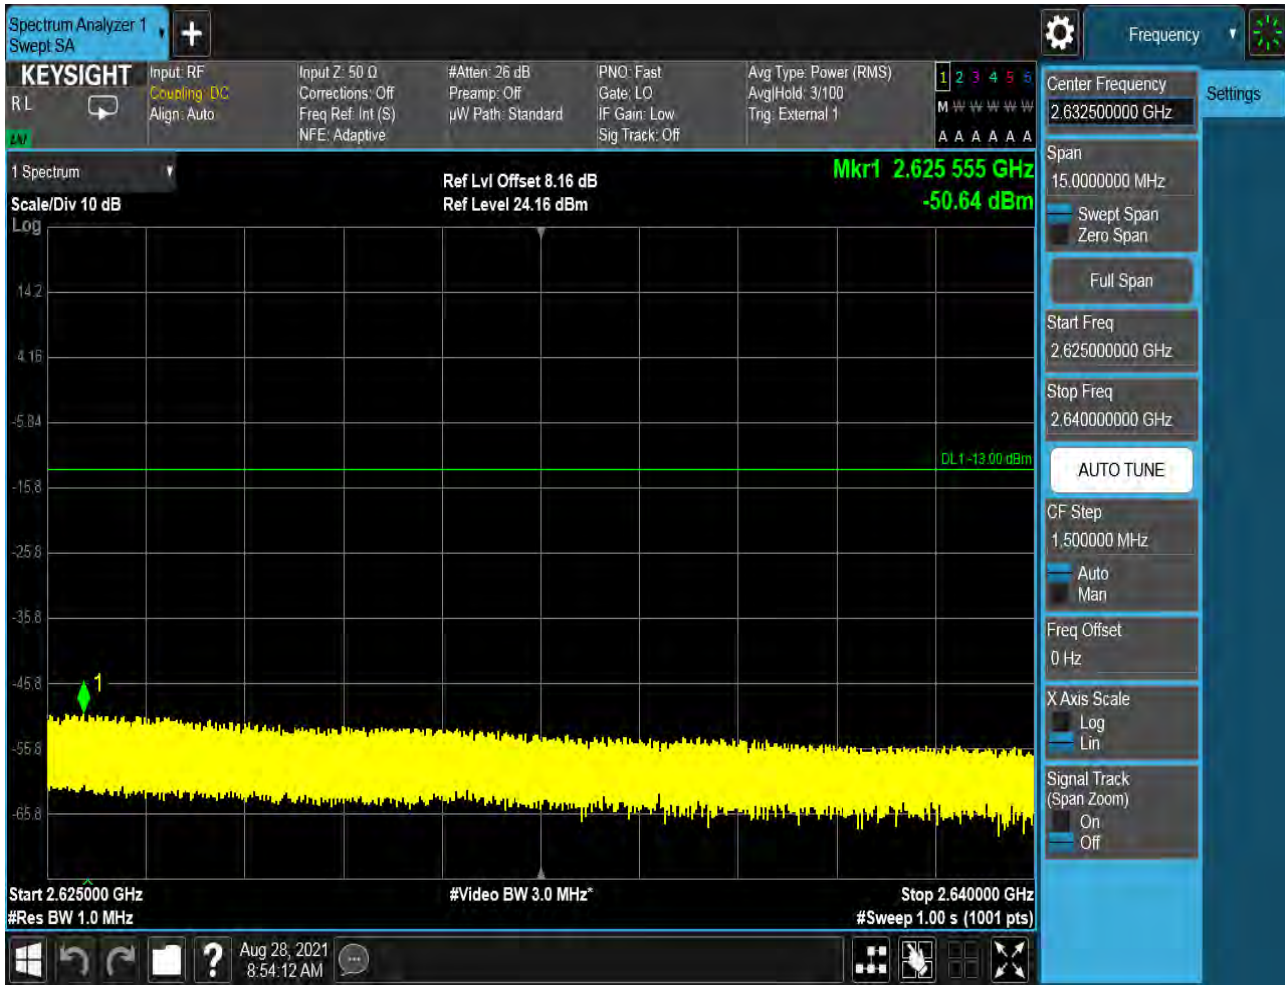 Spectrum Analyzer 1
Swept SA
Frequency
KEYSIGHT
R L
LNI
Input: RF
Coupling: DC
Align: Auto
Input Z: 50 Ω
Corrections: Off
Freq Ref: Int (S)
NFE: Adaptive
#Atten: 26 dB
Preamp: Off
µW Path: Standard
PNO: Fast
Gate: LO
IF Gain: Low
Sig Track: Off
Avg Type: Power (RMS)
Avg|Hold: 3/100
Trig: External 1
1 2 3 4 5 6
M W W W W W
A A A A A A
1 Spectrum
Scale/Div 10 dB
Log
Ref Lvl Offset 8.16 dB
Ref Level 24.16 dBm
Mkr1 2.625 555 GHz
-50.64 dBm
14.2
4.16
-5.84
DL1 -13.00 dBm
-15.8
-25.8
-35.8
-45.8
1
-55.8
-65.8
Start 2.625000 GHz
#Res BW 1.0 MHz
#Video BW 3.0 MHz*
Stop 2.640000 GHz
#Sweep 1.00 s (1001 pts)
Aug 28, 2021
8:54:12 AM
?
Center Frequency
2.632500000 GHz
Settings
Span
15.0000000 MHz
Swept Span
Zero Span
Full Span
Start Freq
2.625000000 GHz
Stop Freq
2.640000000 GHz
AUTO TUNE
CF Step
1.500000 MHz
Auto
Man
Freq Offset
0 Hz
X Axis Scale
Log
Lin
Signal Track
(Span Zoom)
On
Off